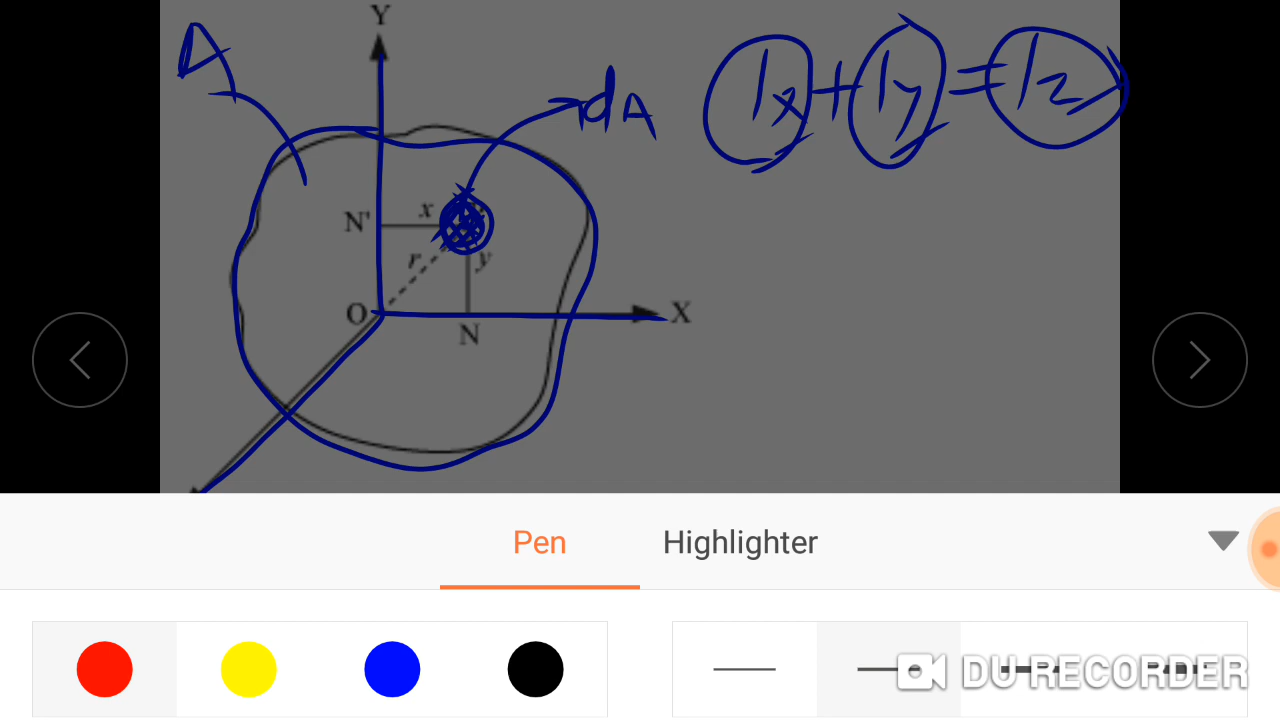 Y
A
dA
Ix + Iy = Iz
N' x
r y
O X
N
Pen Highlighter
DU RECORDER